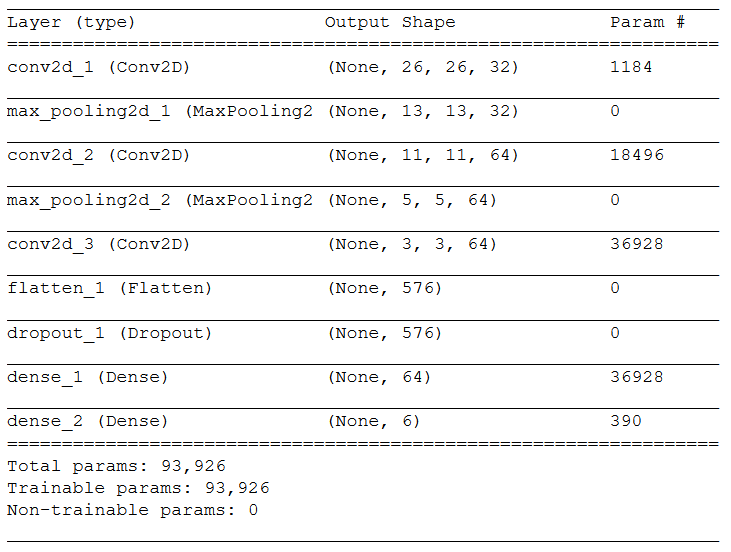 Layer (type)                 Output Shape              Param #
=================================================================
conv2d_1 (Conv2D)            (None, 26, 26, 32)        1184
max_pooling2d_1 (MaxPooling2 (None, 13, 13, 32)        0
conv2d_2 (Conv2D)            (None, 11, 11, 64)        18496
max_pooling2d_2 (MaxPooling2 (None, 5, 5, 64)          0
conv2d_3 (Conv2D)            (None, 3, 3, 64)          36928
flatten_1 (Flatten)          (None, 576)               0
dropout_1 (Dropout)          (None, 576)               0
dense_1 (Dense)              (None, 64)                36928
dense_2 (Dense)              (None, 6)                 390
=================================================================
Total params: 93,926
Trainable params: 93,926
Non-trainable params: 0